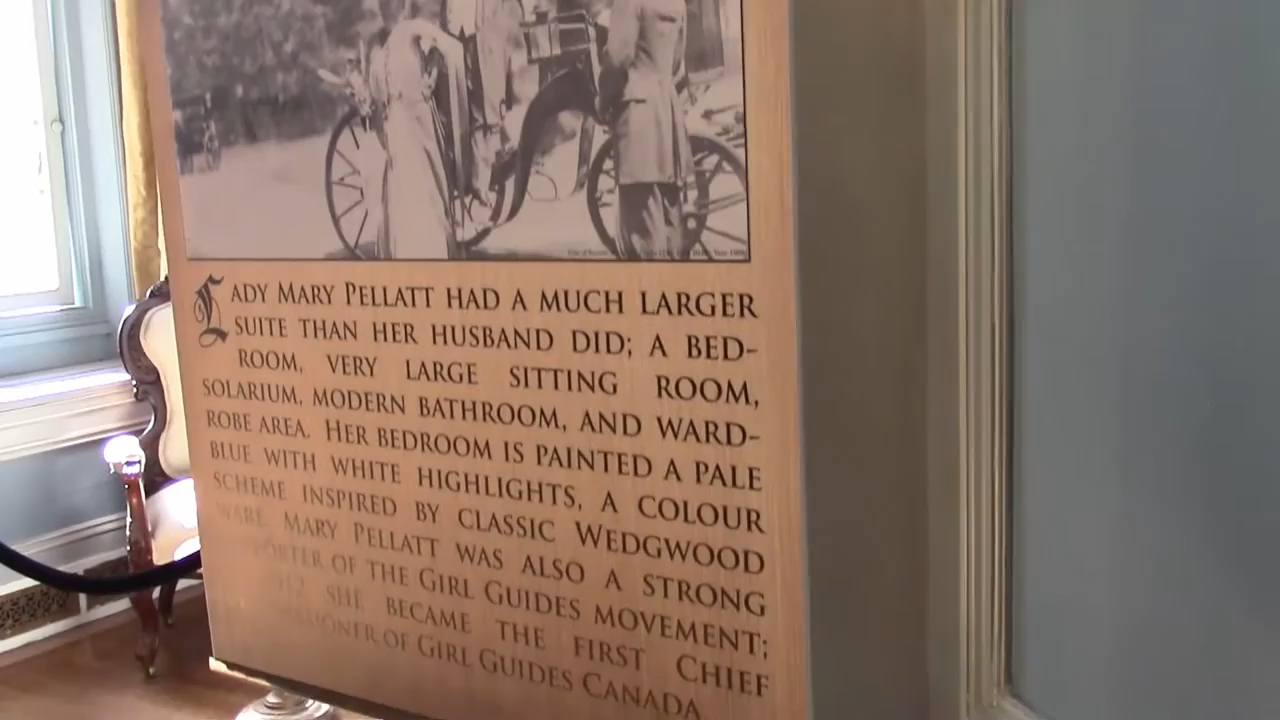 LADY MARY PELLATT HAD A MUCH LARGER
SUITE THAN HER HUSBAND DID; A BED-
ROOM, VERY LARGE SITTING ROOM,
SOLARIUM, MODERN BATHROOM, AND WARD-
ROBE AREA. HER BEDROOM IS PAINTED A PALE
BLUE WITH WHITE HIGHLIGHTS, A COLOUR
SCHEME INSPIRED BY CLASSIC WEDGWOOD
WARE. MARY PELLATT WAS ALSO A STRONG
OF THE GIRL GUIDES MOVEMENT;
SHE BECAME THE FIRST CHIEF
OF GIRL GUIDES CANADA